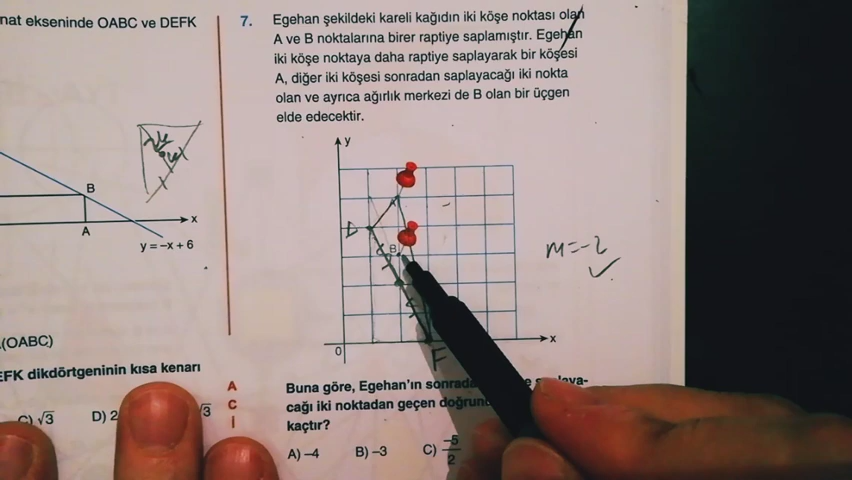 nat ekseninde OABC ve DEFK
B
A
x
y = –x + 6
(OABC)
EFK dikdörtgeninin kısa kenarı
C) √3
D) 2
√3
A
C
I
7. Egehan şekildeki kareli kağıdın iki köşe noktası olan
A ve B noktalarına birer raptiye saplamıştır. Egehan
iki köşe noktaya daha raptiye saplayarak bir köşesi
A, diğer iki köşesi sonradan saplayacağı iki nokta
olan ve ayrıca ağırlık merkezi de B olan bir üçgen
elde edecektir.
y
A
D
B
m = -2
0
x
F
Buna göre, Egehan'ın
cağı iki noktadan geçen
kaçtır?
A) –4
B) –3
C) –5/2